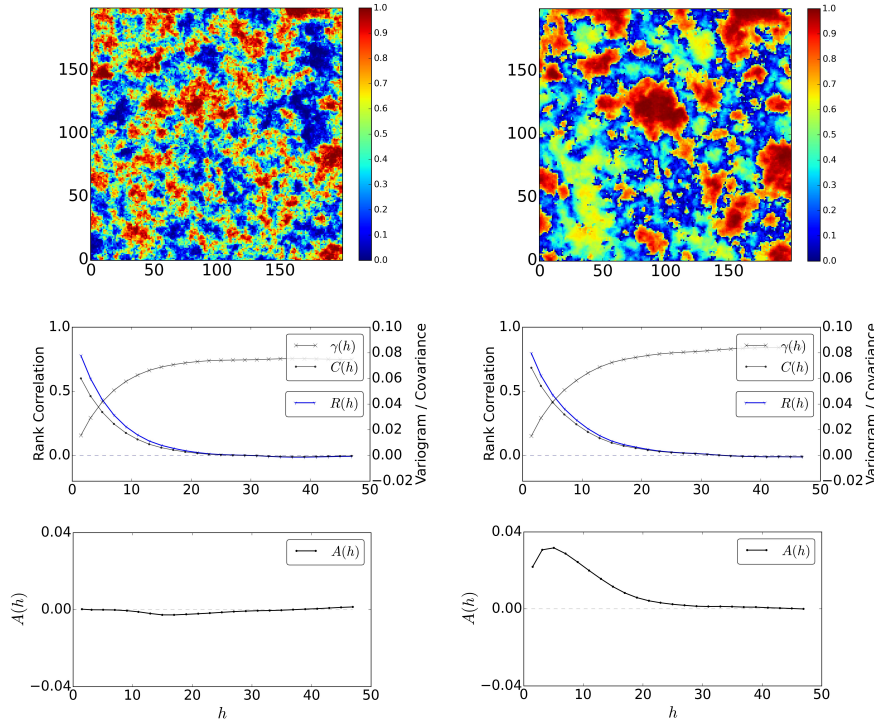 1.0
0.9
0.8
0.7
0.6
0.5
0.4
0.3
0.2
0.1
0.0
150
100
50
0
0 50 100 150
1.0
0.9
0.8
0.7
0.6
0.5
0.4
0.3
0.2
0.1
0.0
150
100
50
0
0 50 100 150
Rank Correlation
1.0
0.5
0.0
0 10 20 30 40 50
γ(h)
C(h)
R(h)
0.10
0.08
0.06
0.04
0.02
0.00
−0.02
Variogram / Covariance
Rank Correlation
1.0
0.5
0.0
0 10 20 30 40 50
γ(h)
C(h)
R(h)
0.10
0.08
0.06
0.04
0.02
0.00
−0.02
Variogram / Covariance
A(h)
0.04
0.00
−0.04
0 10 20 30 40 50
h
A(h)
A(h)
0.04
0.00
−0.04
0 10 20 30 40 50
h
A(h)